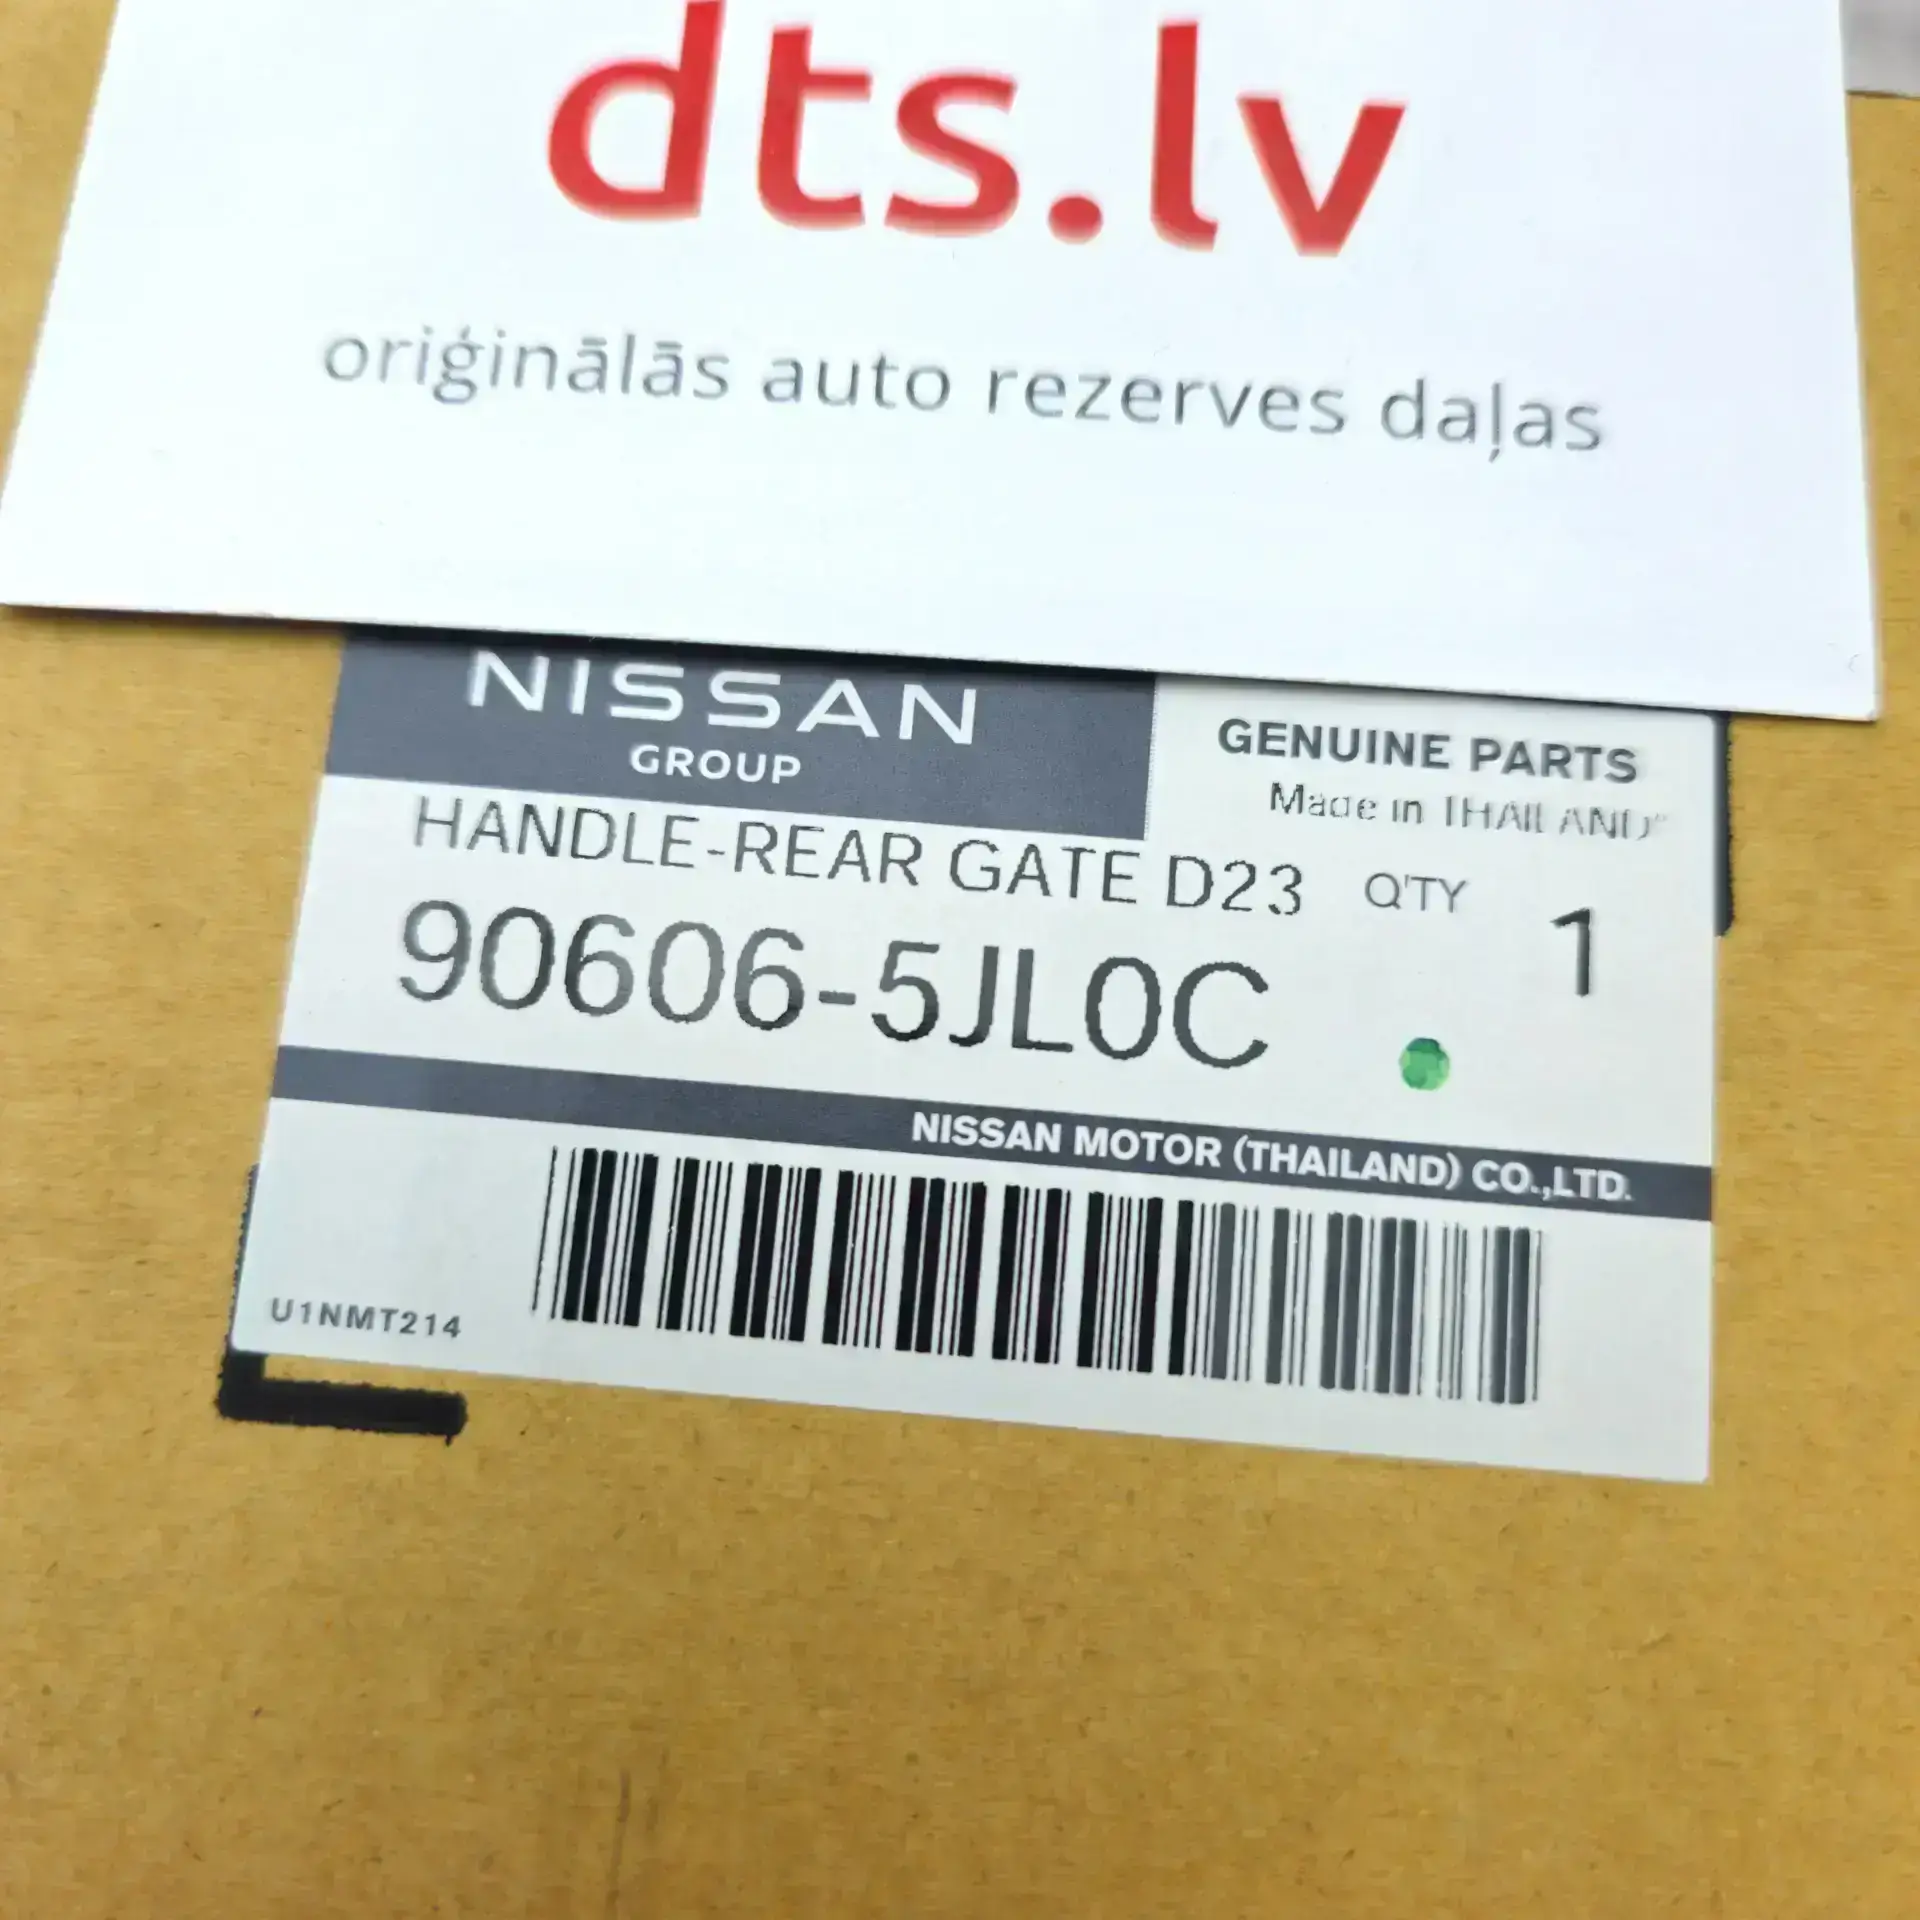 dts.lv
oriģinālās auto rezerves daļas
NISSAN
GROUP
GENUINE PARTS
Made in THAILAND
HANDLE-REAR GATE D23
Q'TY 1
90606-5JL0C
NISSAN MOTOR (THAILAND) CO.,LTD.
U1NMT214